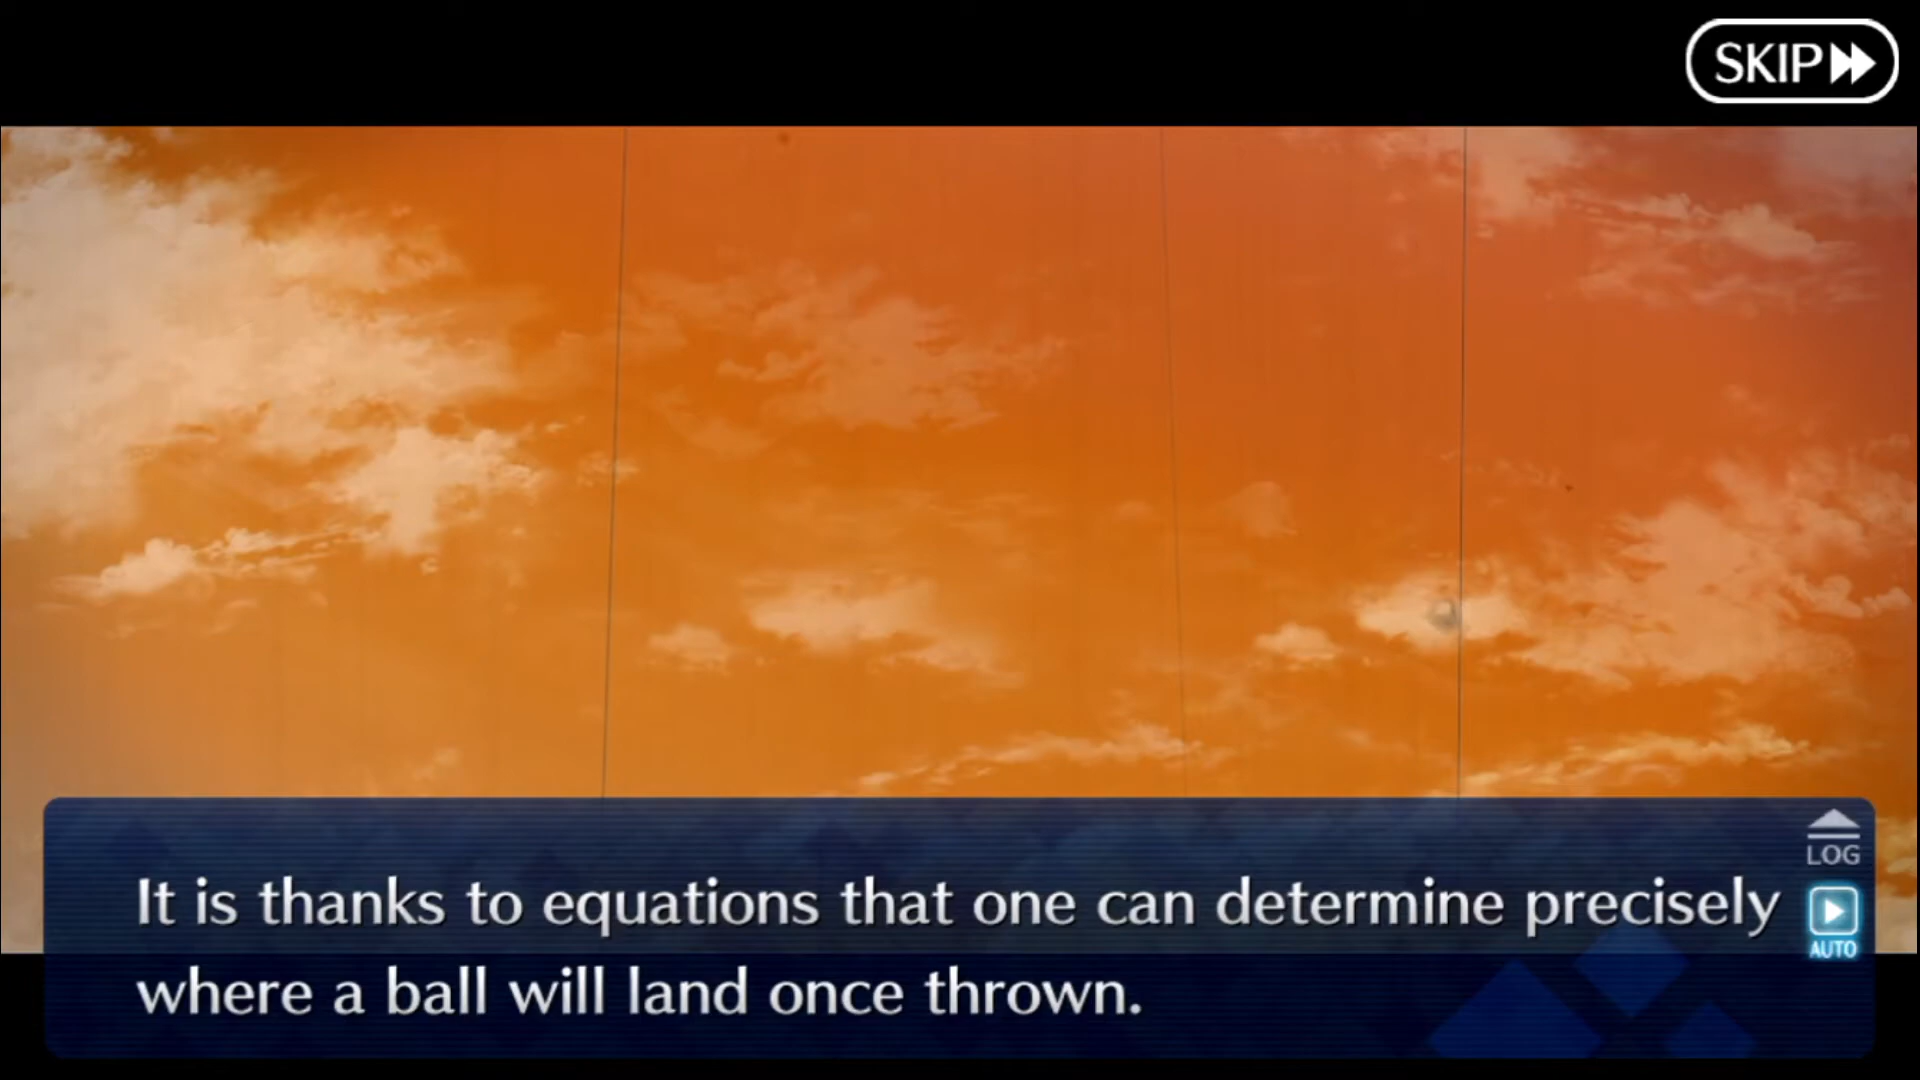 SKIP
LOG
It is thanks to equations that one can determine precisely
where a ball will land once thrown.
AUTO